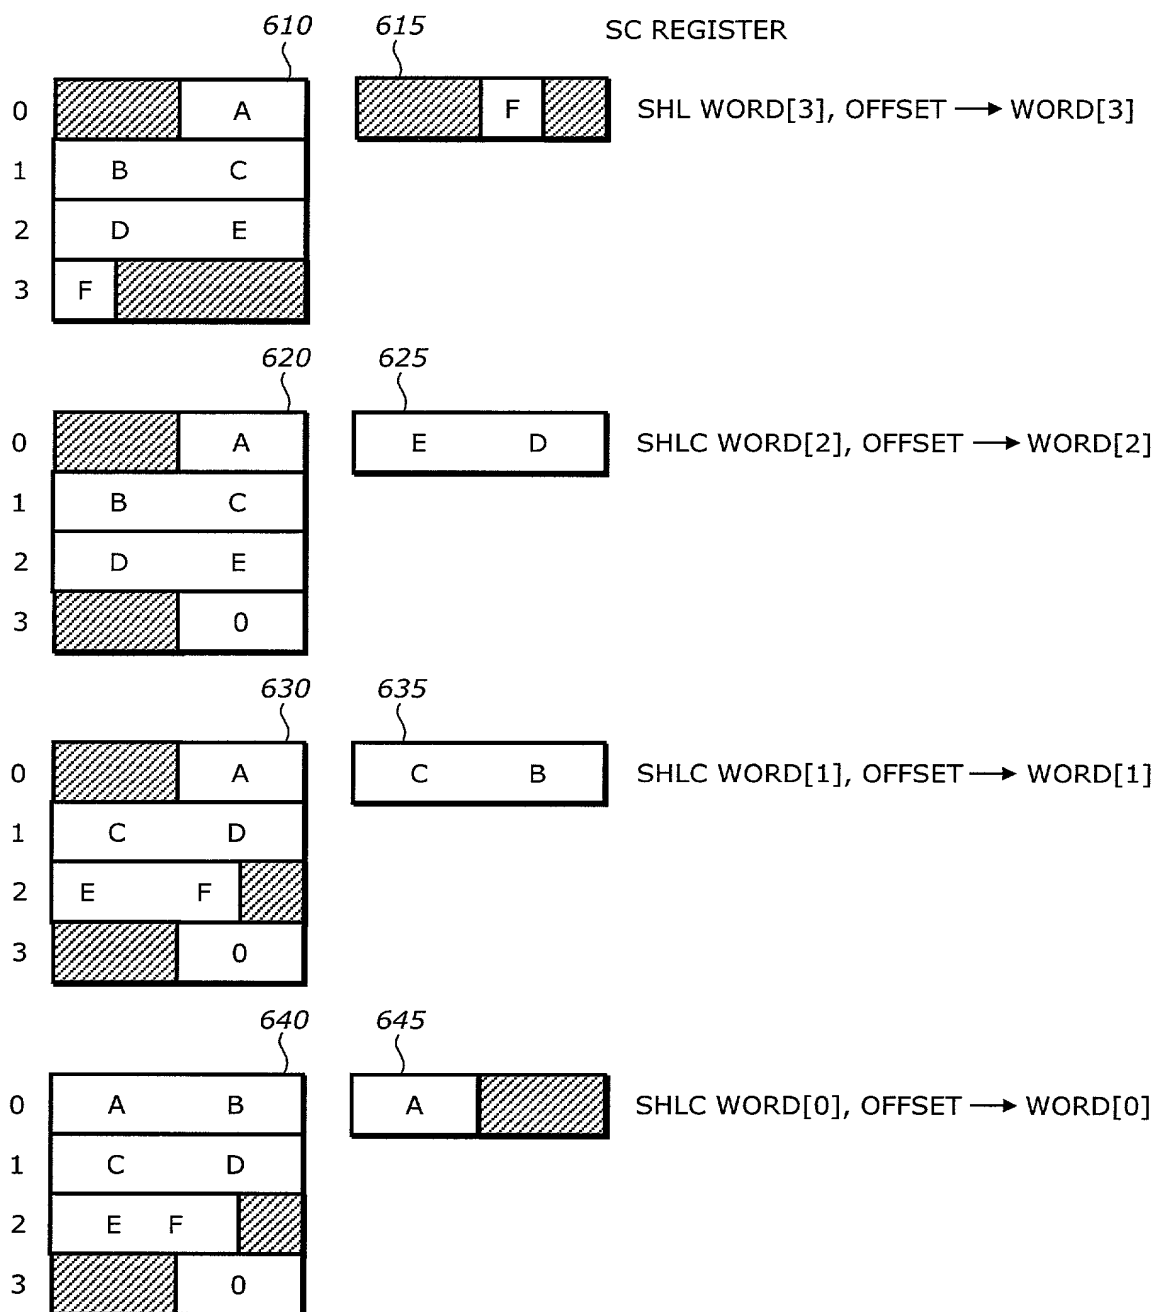 610 615 SC REGISTER
0 A F SHL WORD[3], OFFSET → WORD[3]
1 B C
2 D E
3 F
620 625
0 A E D SHLC WORD[2], OFFSET → WORD[2]
1 B C
2 D E
3 0
630 635
0 A C B SHLC WORD[1], OFFSET → WORD[1]
1 C D
2 E F
3 0
640 645
0 A B A SHLC WORD[0], OFFSET → WORD[0]
1 C D
2 E F
3 0